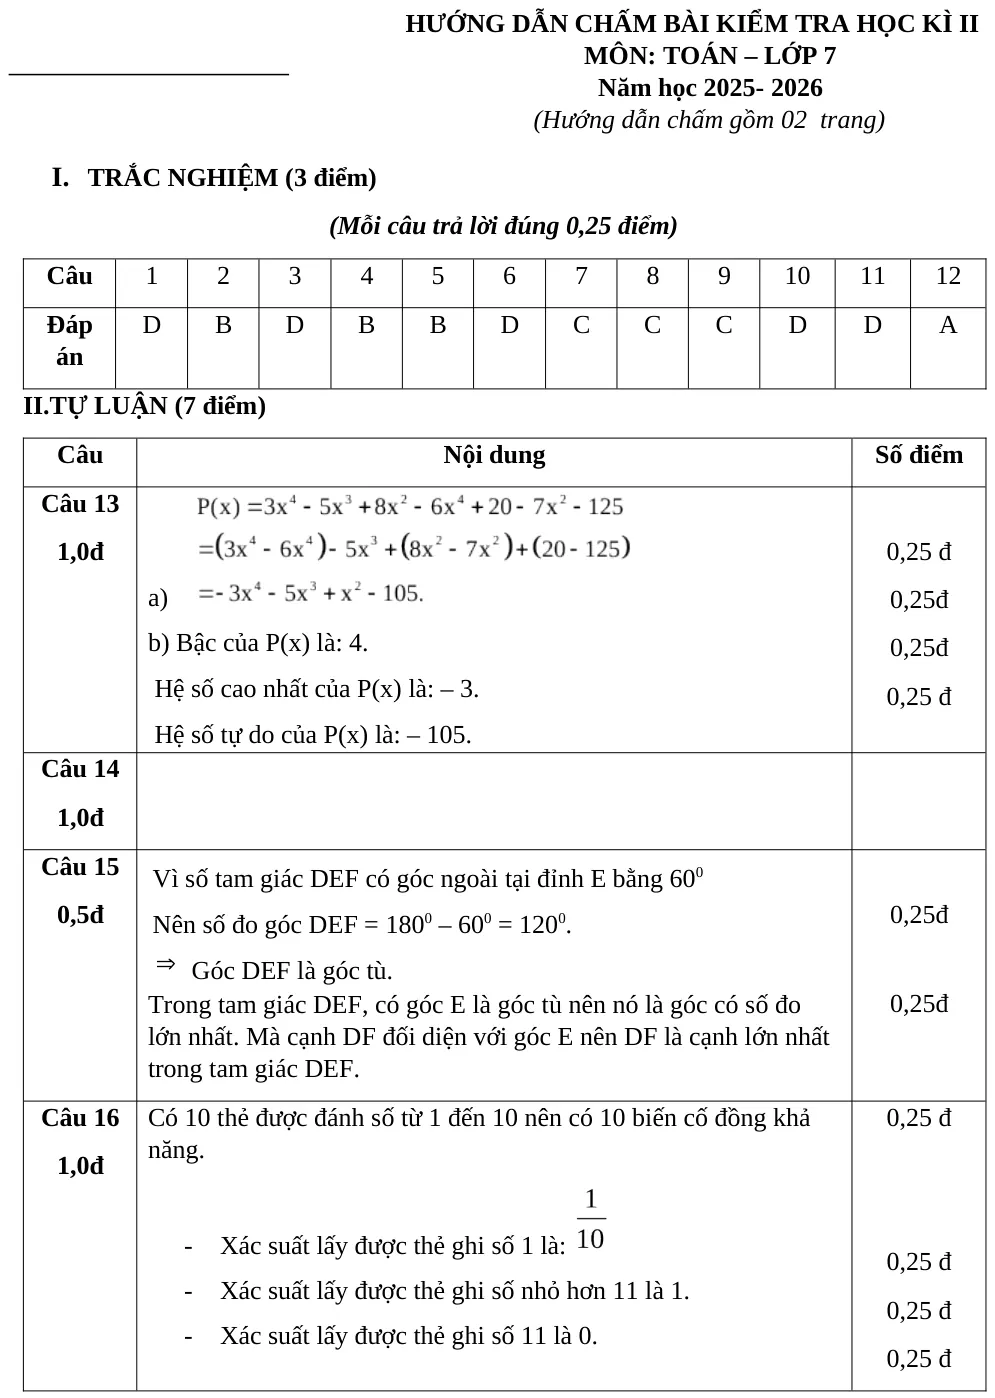 HƯỚNG DẪN CHẤM BÀI KIỂM TRA HỌC KÌ II
MÔN: TOÁN – LỚP 7
Năm học 2025- 2026
(Hướng dẫn chấm gồm 02 trang)
I. TRẮC NGHIỆM (3 điểm)
(Mỗi câu trả lời đúng 0,25 điểm)
Câu 1 2 3 4 5 6 7 8 9 10 11 12
Đáp án D B D B B D C C C D D A
II.TỰ LUẬN (7 điểm)
Câu Nội dung Số điểm
Câu 13
1,0đ
P(x) =3x⁴ - 5x³ +8x² - 6x⁴ +20 - 7x² - 125
=(3x⁴ - 6x⁴)- 5x³ +(8x² - 7x²)+(20 - 125)
a) =- 3x⁴ - 5x³ + x² - 105.
b) Bậc của P(x) là: 4.
Hệ số cao nhất của P(x) là: – 3.
Hệ số tự do của P(x) là: – 105.
0,25 đ
0,25đ
0,25đ
0,25 đ
Câu 14
1,0đ
Câu 15
0,5đ
Vì số tam giác DEF có góc ngoài tại đỉnh E bằng 60⁰
Nên số đo góc DEF = 180⁰ – 60⁰ = 120⁰.
⇒ Góc DEF là góc tù.
Trong tam giác DEF, có góc E là góc tù nên nó là góc có số đo
lớn nhất. Mà cạnh DF đối diện với góc E nên DF là cạnh lớn nhất
trong tam giác DEF.
0,25đ
0,25đ
Câu 16
1,0đ
Có 10 thẻ được đánh số từ 1 đến 10 nên có 10 biến cố đồng khả
năng.
- Xác suất lấy được thẻ ghi số 1 là: 1/10
- Xác suất lấy được thẻ ghi số nhỏ hơn 11 là 1.
- Xác suất lấy được thẻ ghi số 11 là 0.
0,25 đ
0,25 đ
0,25 đ
0,25 đ